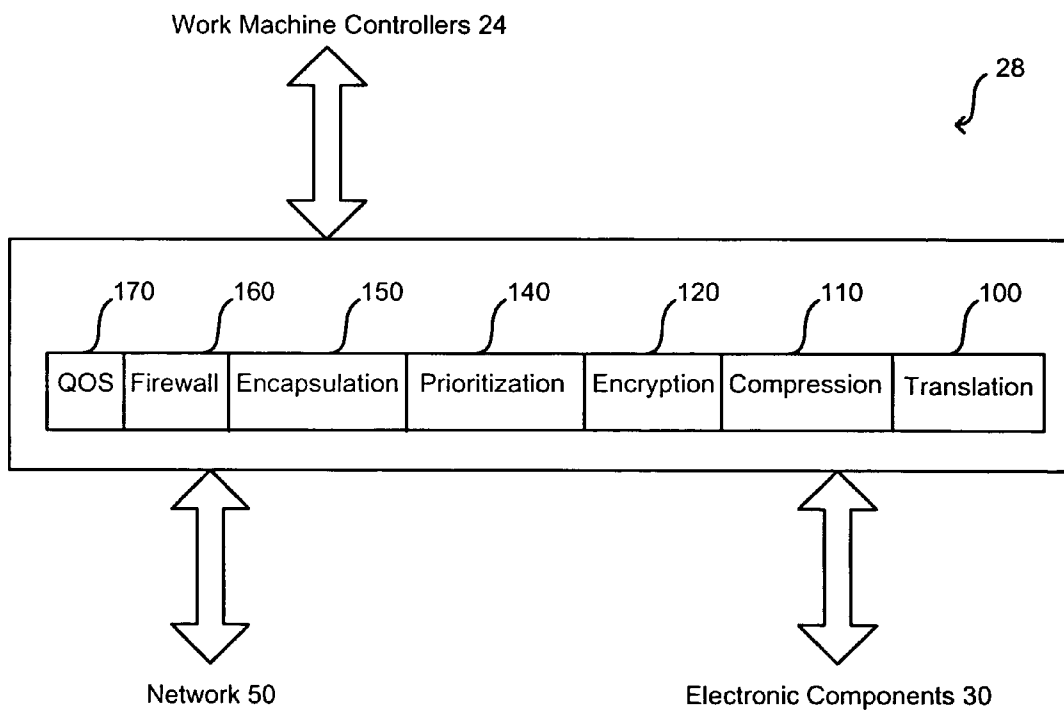 Work Machine Controllers 24
28
170 160 150 140 120 110 100
QOS Firewall Encapsulation Prioritization Encryption Compression Translation
Network 50 Electronic Components 30